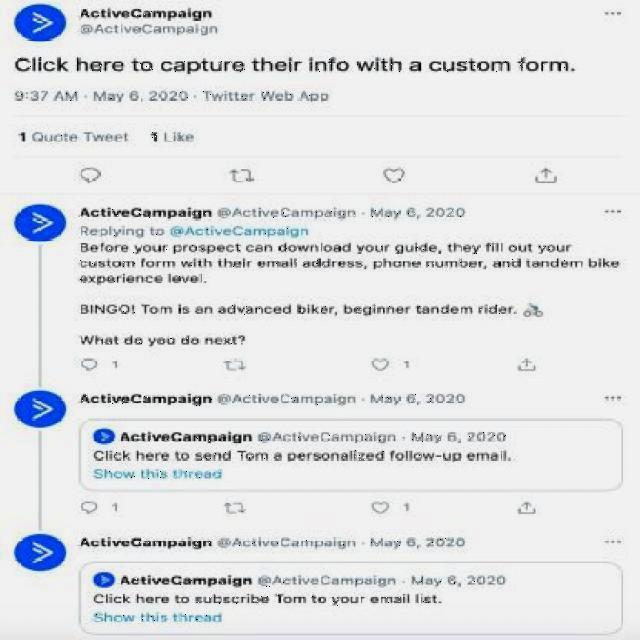 ActiveCampaign
@ActiveCampaign
Click here to capture their info with a custom form.
9:37 AM · May 6, 2020 · Twitter Web App
1 Quote Tweet 1 Like
ActiveCampaign @ActiveCampaign · May 6, 2020
Replying to @ActiveCampaign
Before your prospect can download your guide, they fill out your
custom form with their email address, phone number, and tandem bike
experience level.
BINGO! Tom is an advanced biker, beginner tandem rider. 🚲
What do you do next?
1 1
ActiveCampaign @ActiveCampaign · May 6, 2020
ActiveCampaign @ActiveCampaign · May 6, 2020
Click here to send Tom a personalized follow-up email.
Show this thread
1 1
ActiveCampaign @ActiveCampaign · May 6, 2020
ActiveCampaign @ActiveCampaign · May 6, 2020
Click here to subscribe Tom to your email list.
Show this thread